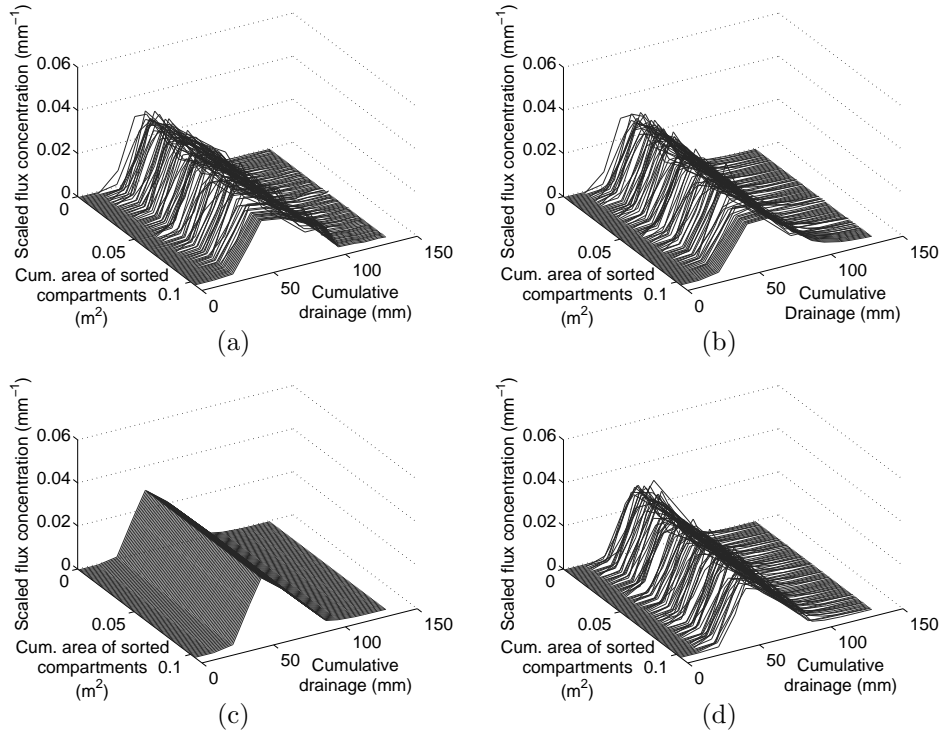 Scaled flux concentration (mm⁻¹)
0.06
0.04
0.02
0
0
0.05
0.1
Cum. area of sorted
compartments
(m²)
0
50
100
150
Cumulative
drainage (mm)
(a)
Scaled flux concentration (mm⁻¹)
0.06
0.04
0.02
0
0
0.05
0.1
Cum. area of sorted
compartments
(m²)
0
50
100
150
Cumulative
Drainage (mm)
(b)
Scaled flux concentration (mm⁻¹)
0.06
0.04
0.02
0
0
0.05
0.1
Cum. area of sorted
compartments
(m²)
0
50
100
150
Cumulative
drainage (mm)
(c)
Scaled flux concentration (mm⁻¹)
0.06
0.04
0.02
0
0
0.05
0.1
Cum. area of sorted
compartments
(m²)
0
50
100
150
Cumulative
drainage (mm)
(d)